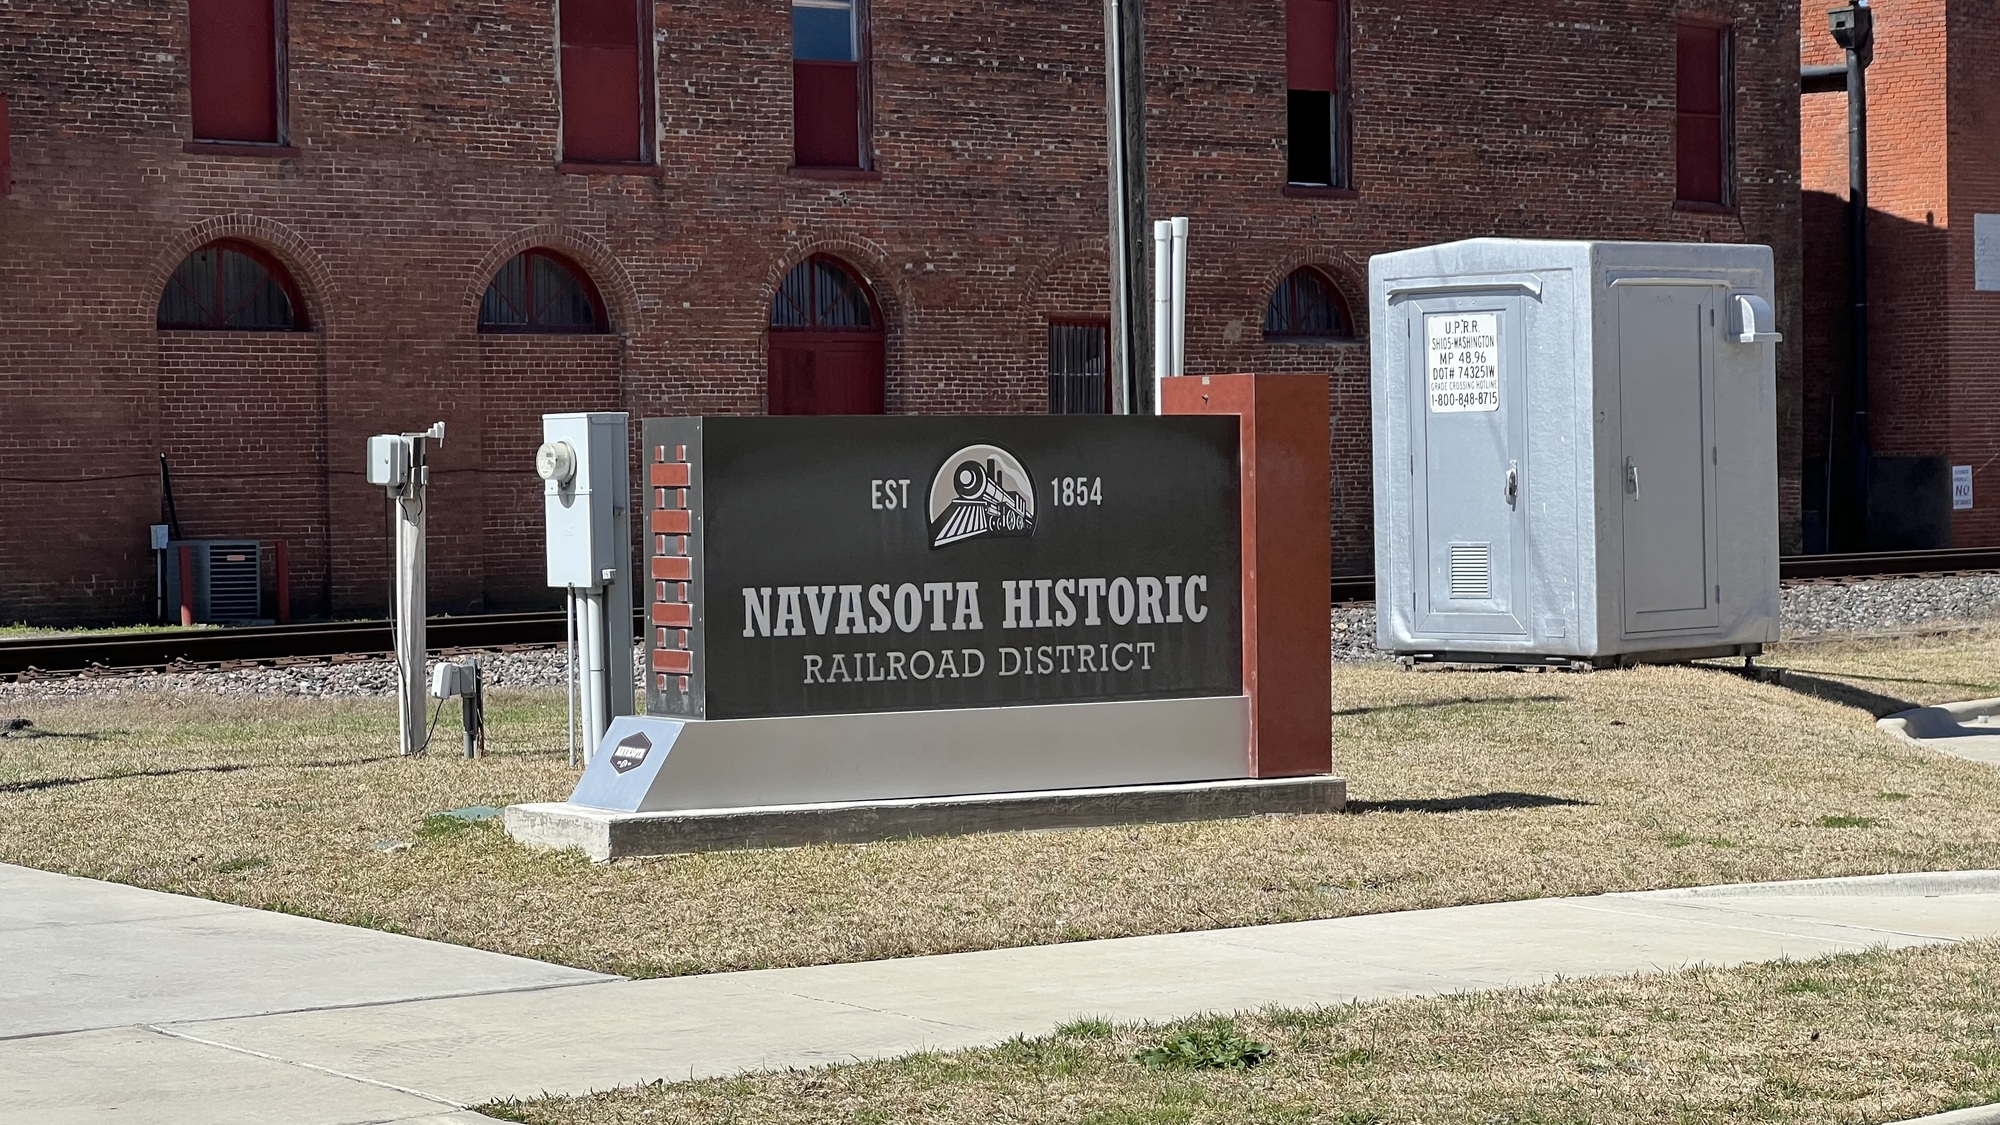 EST 1854
NAVASOTA HISTORIC
RAILROAD DISTRICT
NAVASOTA
U.P.R.R.
SH105-WASHINGTON
MP 48.96
DOT# 743251W
GRADE CROSSING HOTLINE
1-800-848-8715
NO